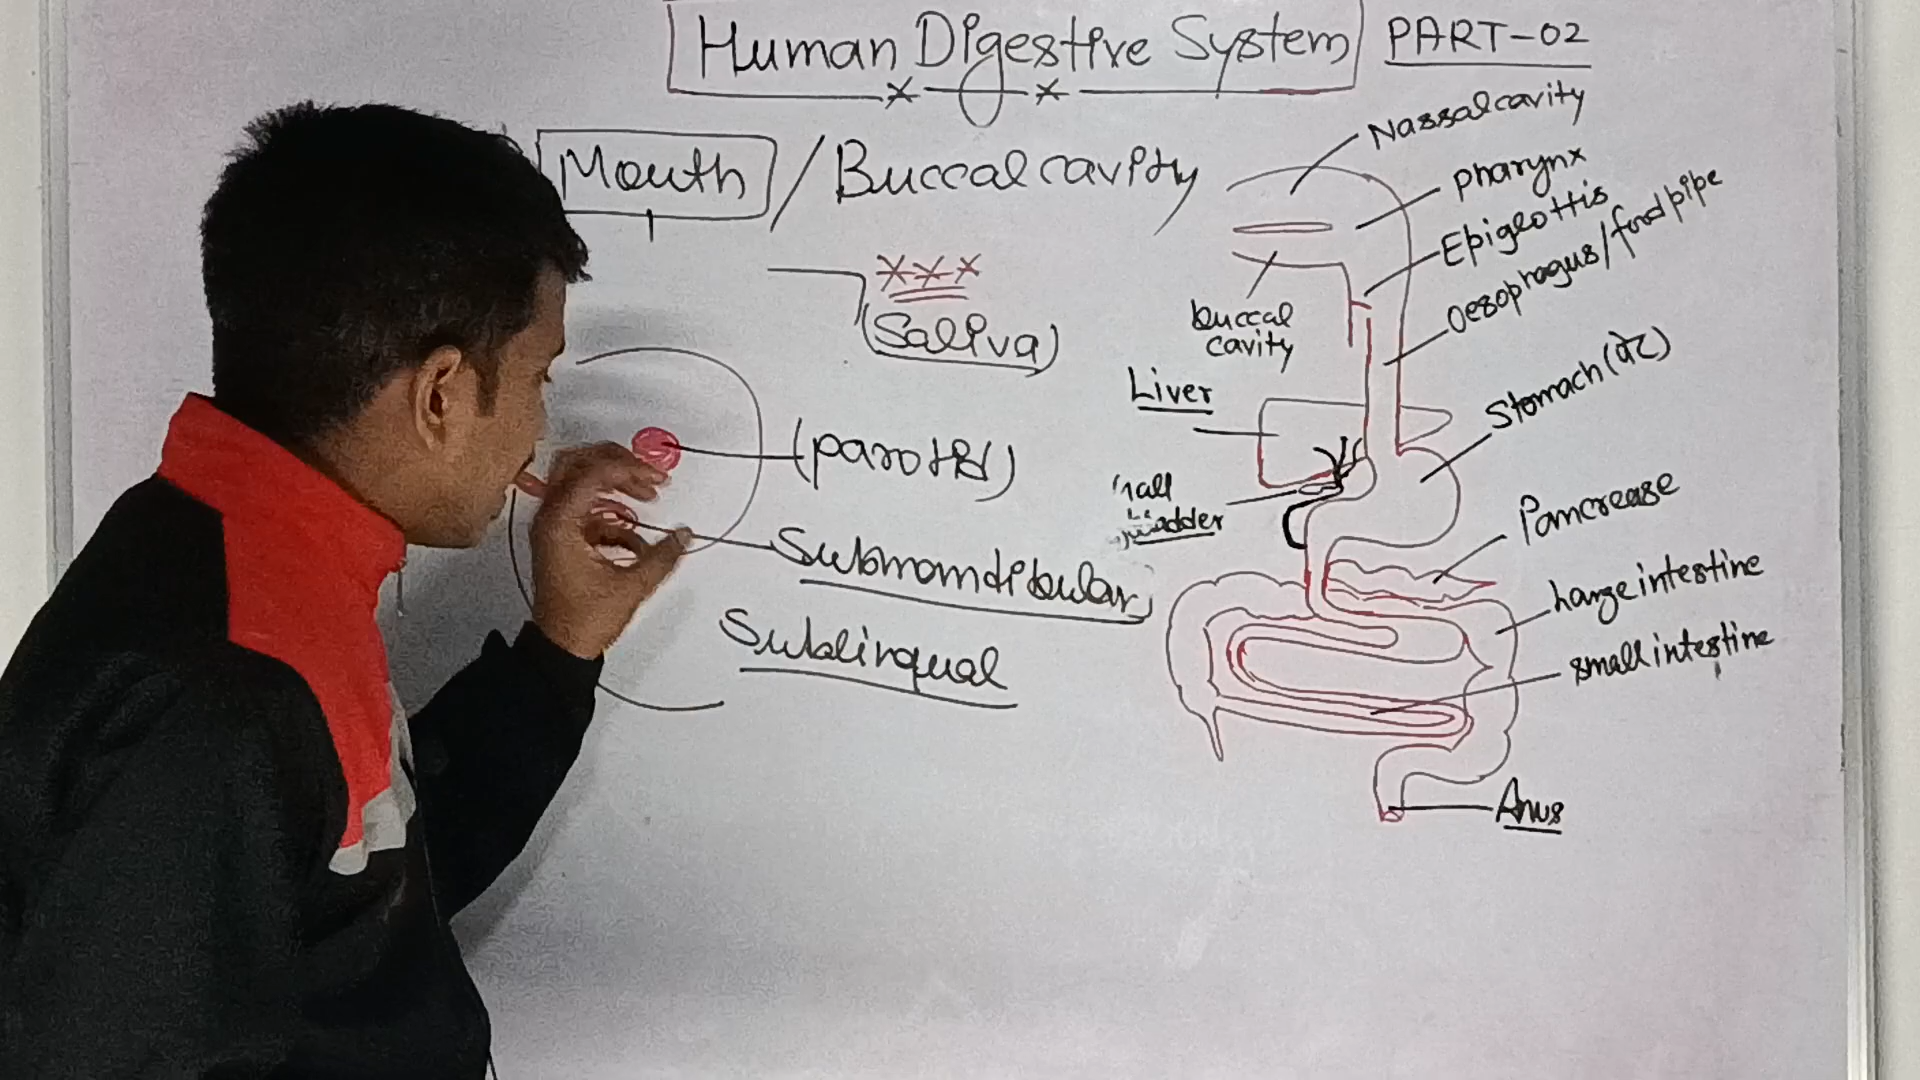 Human Digestive System PART-02
Mouth / Buccal cavity
Saliva
(parotid)
Submandibular
Sublingual
Nassal cavity
Pharynx
Epiglottis
Oesophagus/food pipe
buccal
cavity
Liver
Stomach (पेट)
Gall
bladder
Pancrease
Large intestine
small intestine
Anus